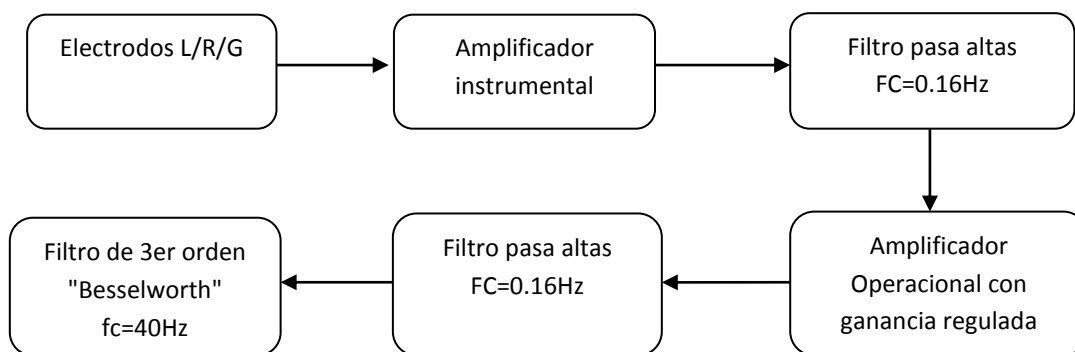 Electrodos L/R/G
Amplificador
instrumental
Filtro pasa altas
FC=0.16Hz
Amplificador
Operacional con
ganancia regulada
Filtro pasa altas
FC=0.16Hz
Filtro de 3er orden
"Besselworth"
fc=40Hz